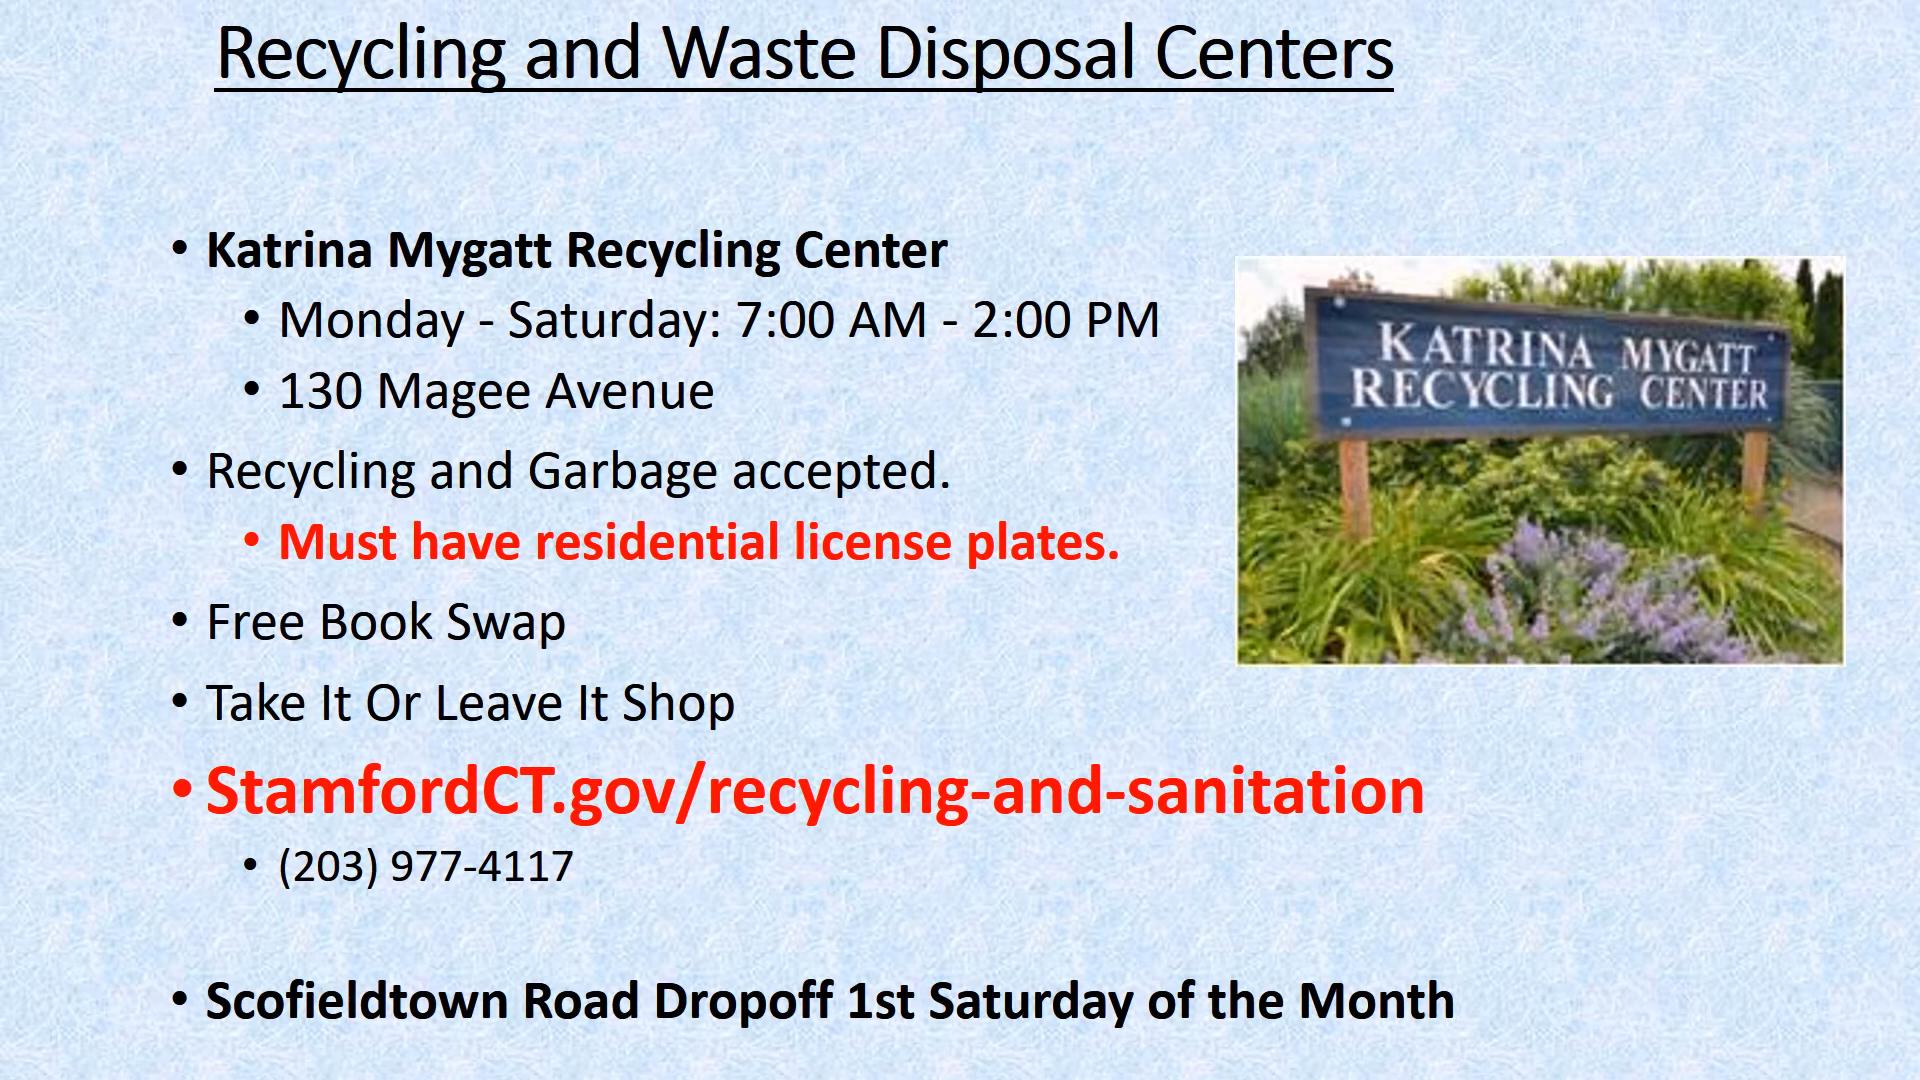 Recycling and Waste Disposal Centers
• Katrina Mygatt Recycling Center
• Monday - Saturday: 7:00 AM - 2:00 PM
• 130 Magee Avenue
• Recycling and Garbage accepted.
• Must have residential license plates.
• Free Book Swap
• Take It Or Leave It Shop
• StamfordCT.gov/recycling-and-sanitation
• (203) 977-4117
• Scofieldtown Road Dropoff 1st Saturday of the Month
KATRINA MYGATT
RECYCLING CENTER